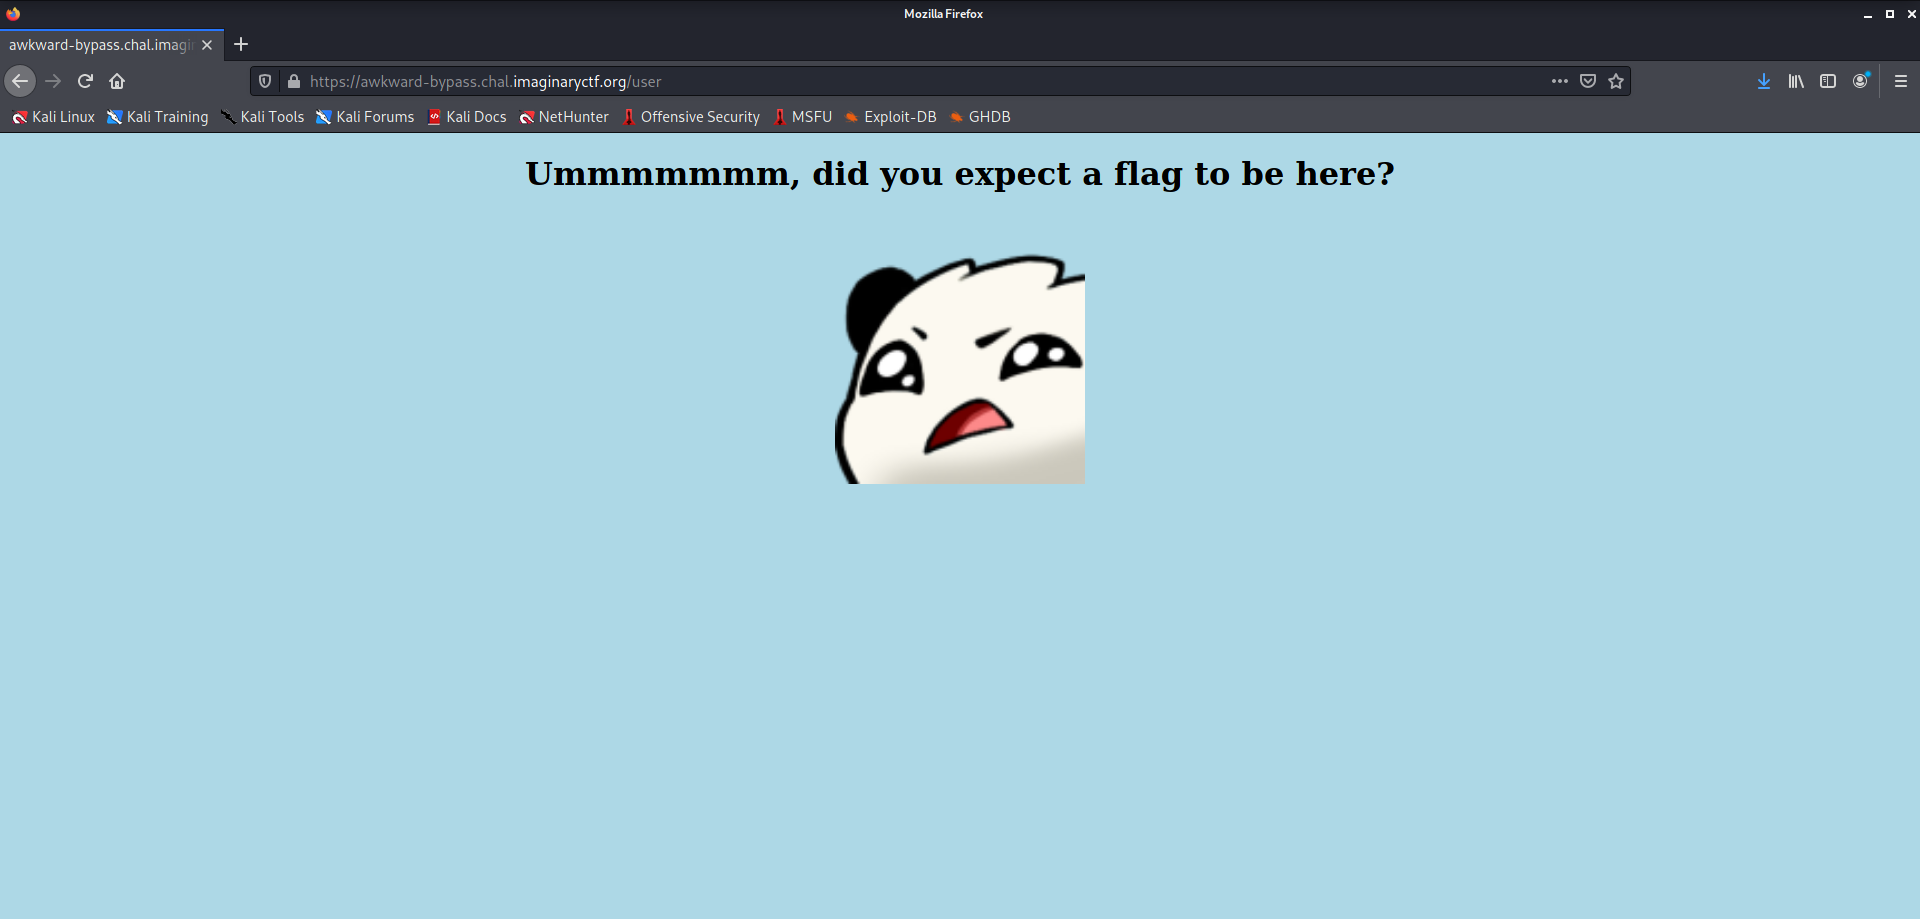 Mozilla Firefox
awkward-bypass.chal.imagin
https://awkward-bypass.chal.imaginaryctf.org/user
Kali Linux Kali Training Kali Tools Kali Forums Kali Docs NetHunter Offensive Security MSFU Exploit-DB GHDB
Ummmmmmm, did you expect a flag to be here?